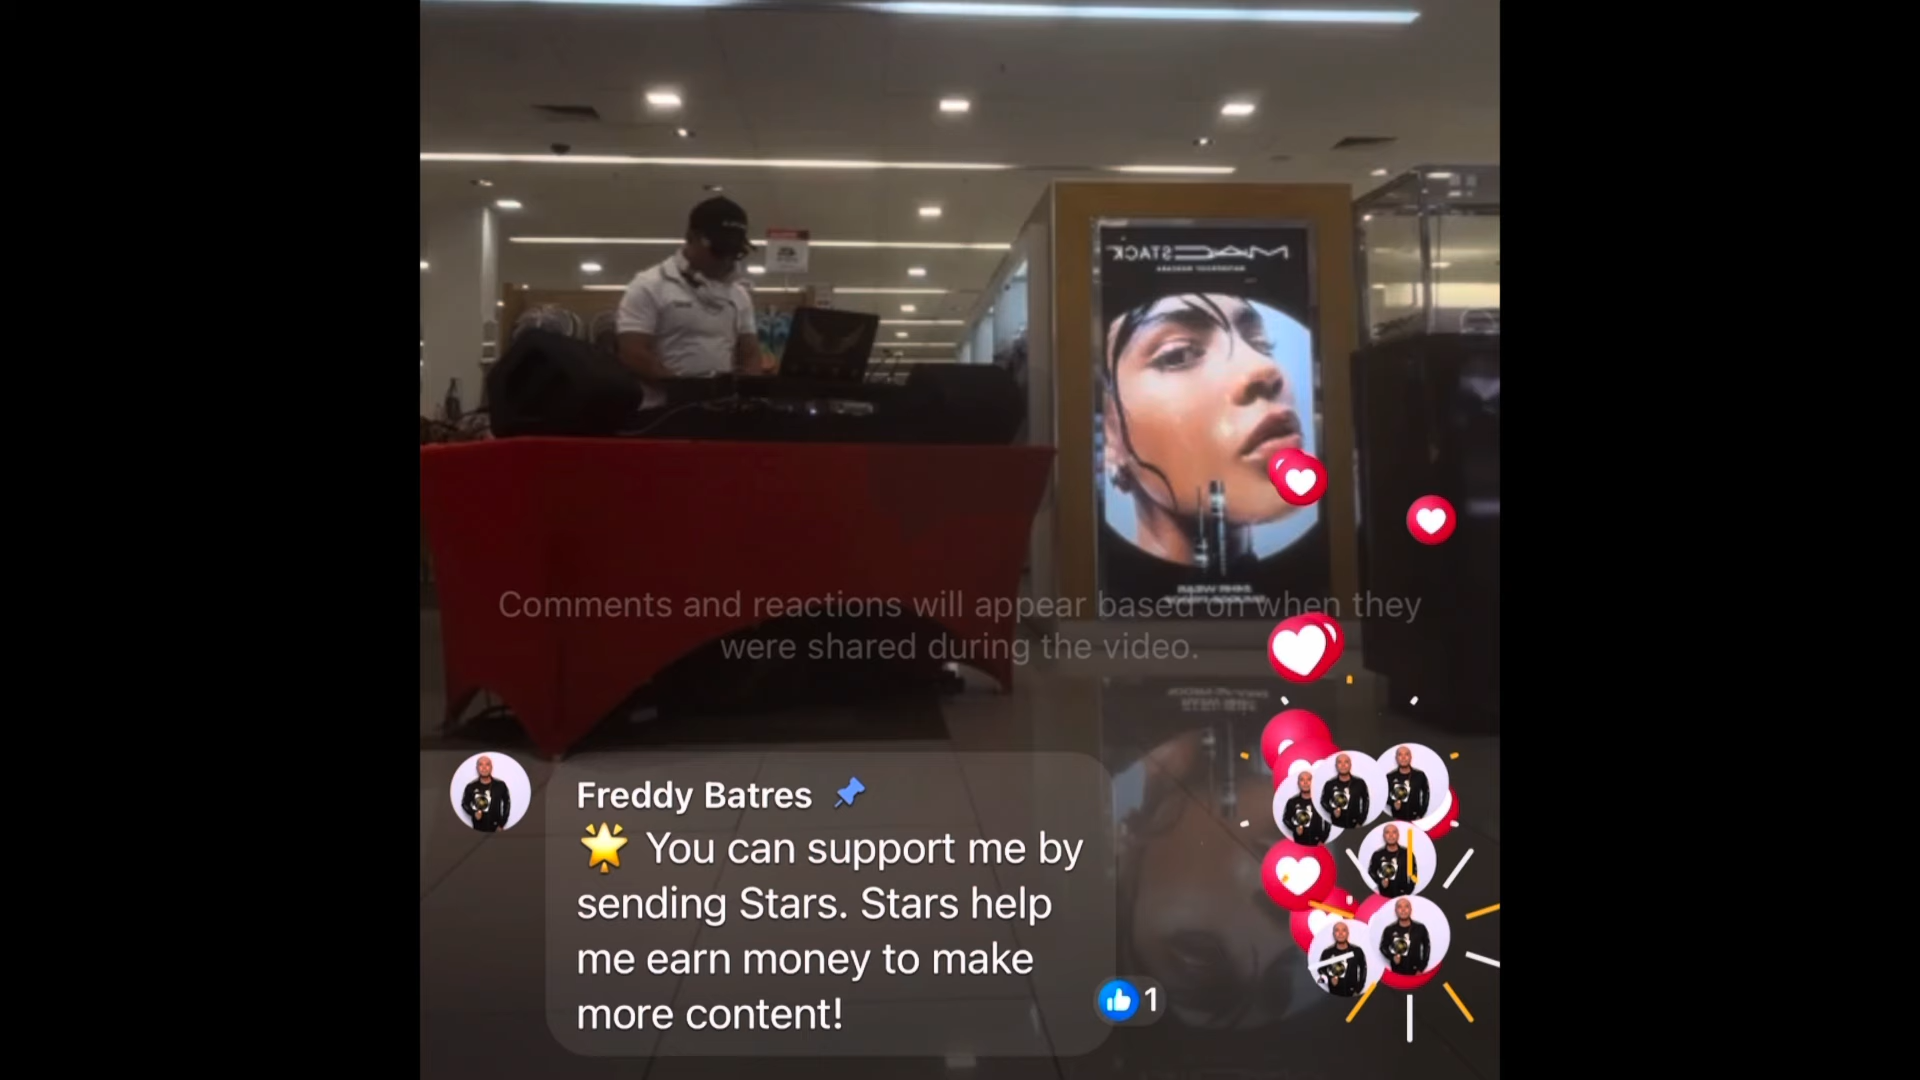 MAC STACK
Comments and reactions will appear based on when they
were shared during the video.
Freddy Batres
You can support me by
sending Stars. Stars help
me earn money to make
more content!
1